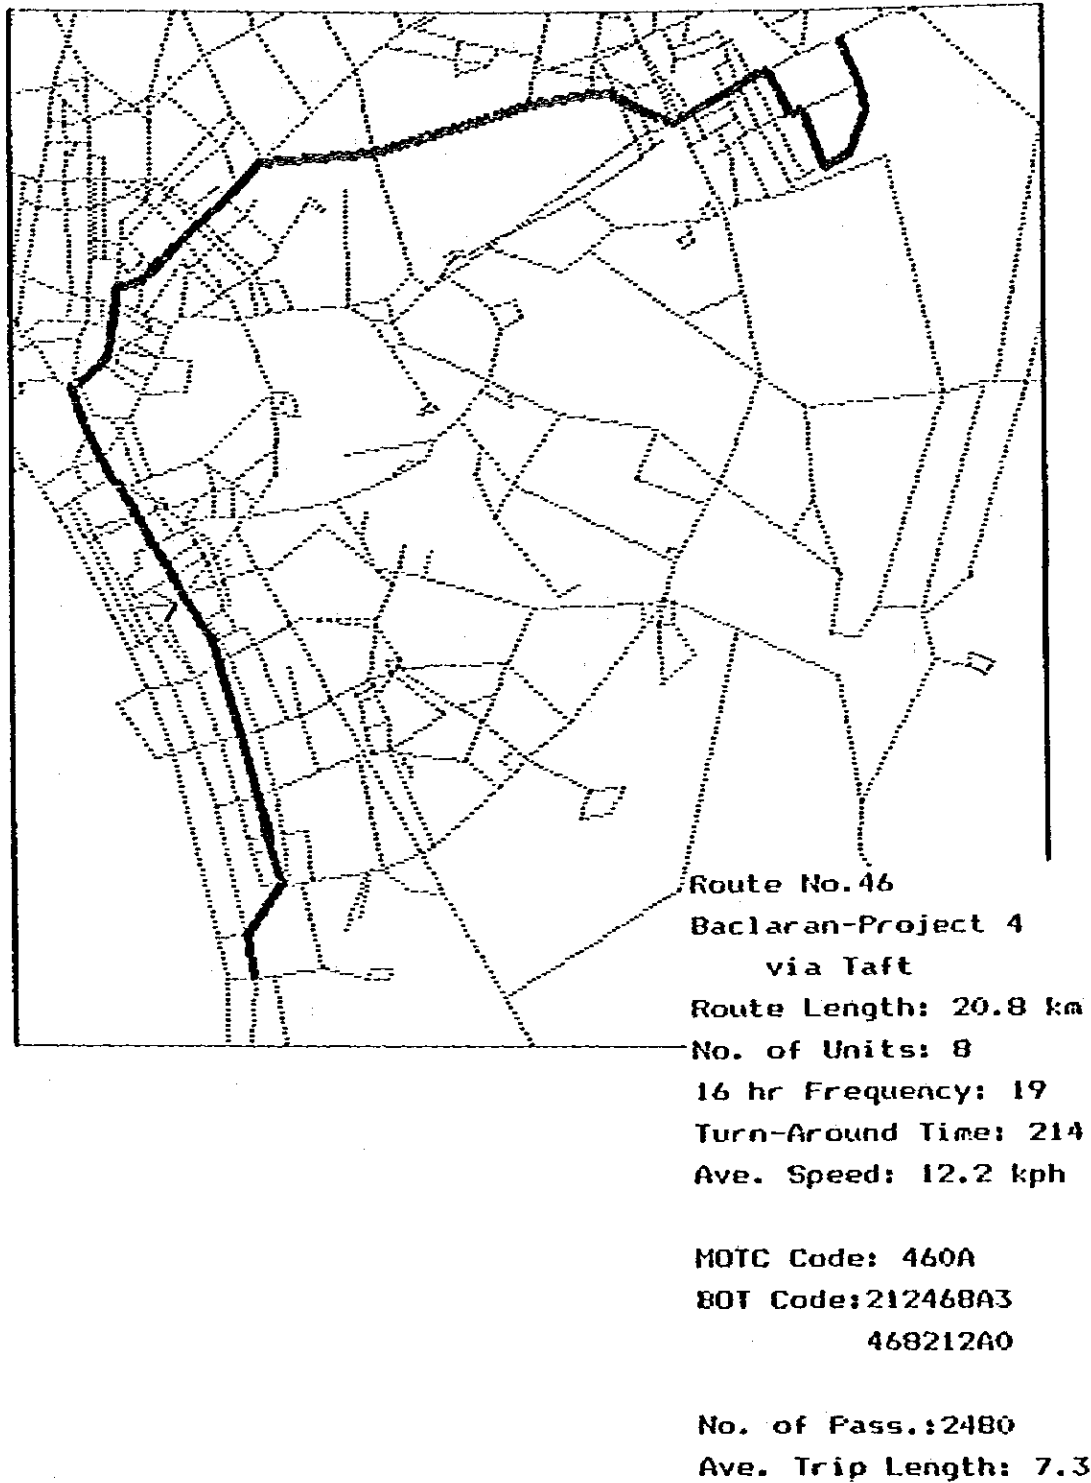 Route No.46
Baclaran-Project 4
via Taft
Route Length: 20.8 km
No. of Units: 8
16 hr Frequency: 19
Turn-Around Time: 214
Ave. Speed: 12.2 kph
MOTC Code: 460A
BOT Code:212468A3
468212A0
No. of Pass.:2480
Ave. Trip Length: 7.3